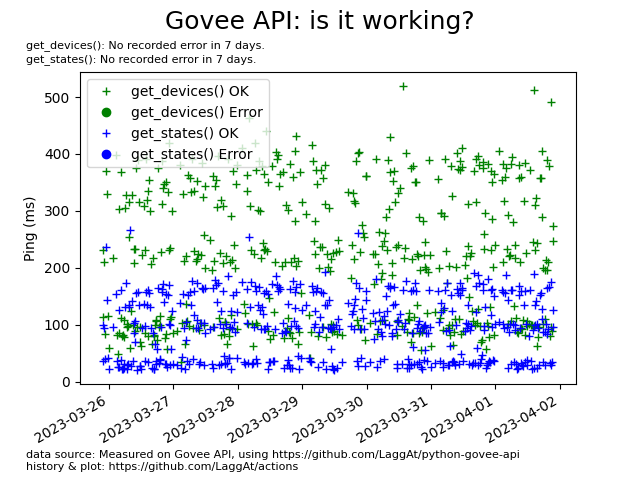 Govee API: is it working?
get_devices(): No recorded error in 7 days.
get_states(): No recorded error in 7 days.
get_devices() OK
get_devices() Error
get_states() OK
get_states() Error
Ping (ms)
500
400
300
200
100
0
2023-03-26
2023-03-27
2023-03-28
2023-03-29
2023-03-30
2023-03-31
2023-04-01
2023-04-02
data source: Measured on Govee API, using https://github.com/LaggAt/python-govee-api
history & plot: https://github.com/LaggAt/actions